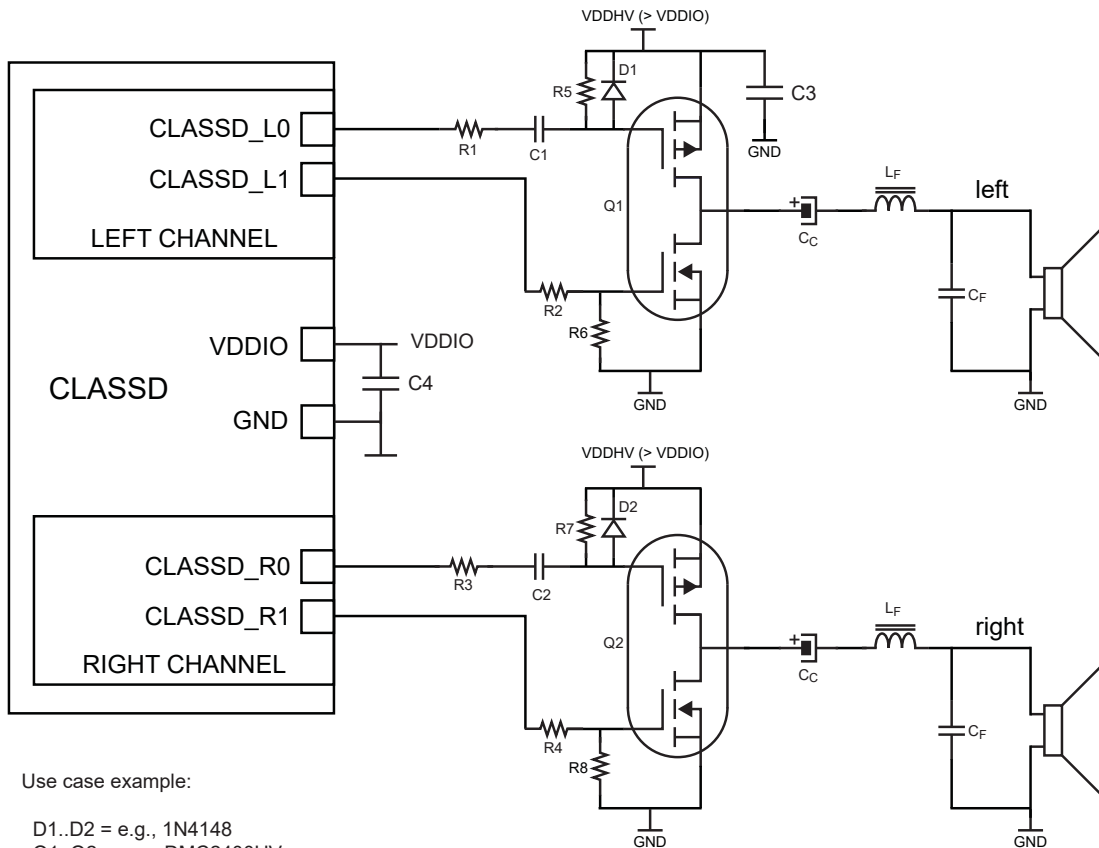 VDDHV (> VDDIO)
D1
R5
C3
CLASSD_L0
R1
C1
GND
CLASSD_L1
LF
left
Q1
+
CC
LEFT CHANNEL
R2
CF
R6
VDDIO
VDDIO
CLASSD
C4
GND
GND
GND
VDDHV (> VDDIO)
D2
R7
CLASSD_R0
R3
C2
CLASSD_R1
LF
right
Q2
+
CC
RIGHT CHANNEL
R4
CF
R8
Use case example:
GND
GND
D1..D2 = e.g., 1N4148